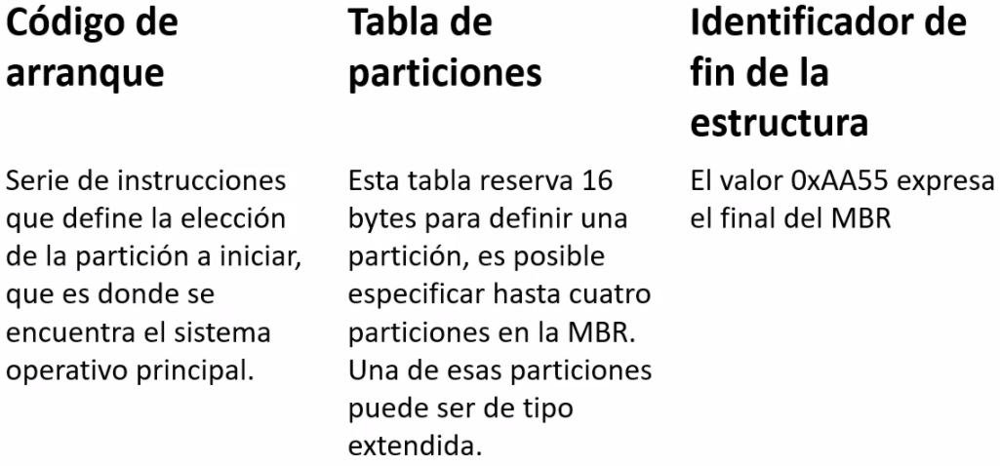 Código de
arranque
Serie de instrucciones
que define la elección
de la partición a iniciar,
que es donde se
encuentra el sistema
operativo principal.
Tabla de
particiones
Esta tabla reserva 16
bytes para definir una
partición, es posible
especificar hasta cuatro
particiones en la MBR.
Una de esas particiones
puede ser de tipo
extendida.
Identificador de
fin de la
estructura
El valor 0xAA55 expresa
el final del MBR